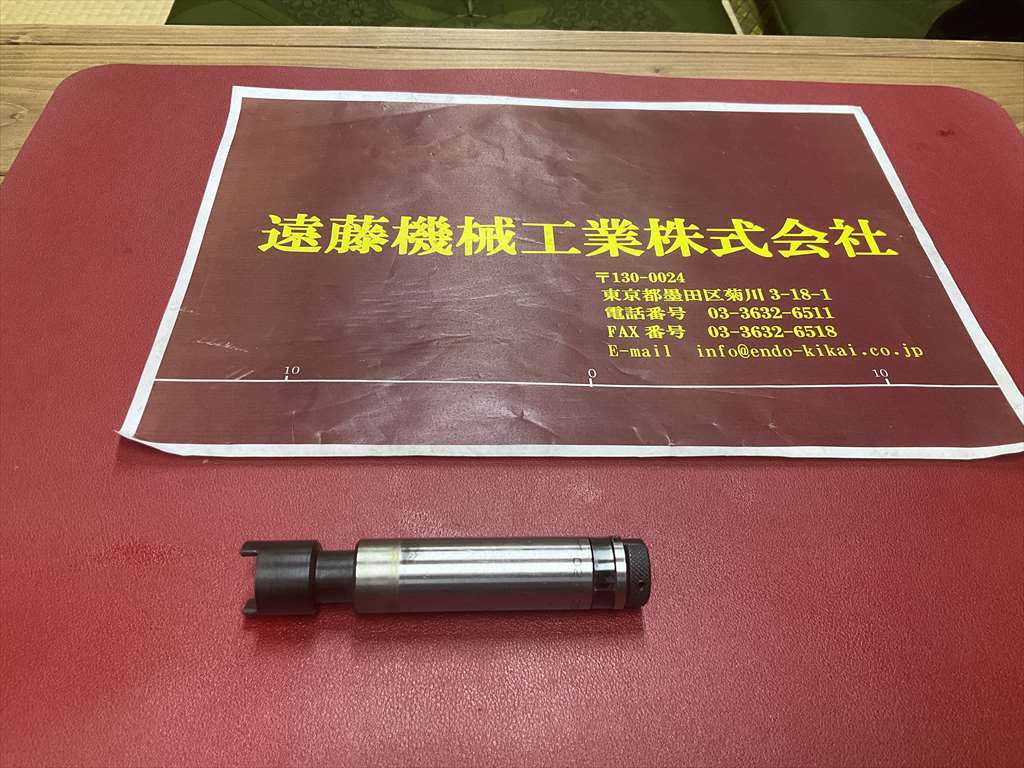 遠藤機械工業株式会社
〒130-0024
東京都墨田区菊川 3-18-1
電話番号 03-3632-6511
FAX 番号 03-3632-6518
E-mail info@endo-kikai.co.jp
10 0 10